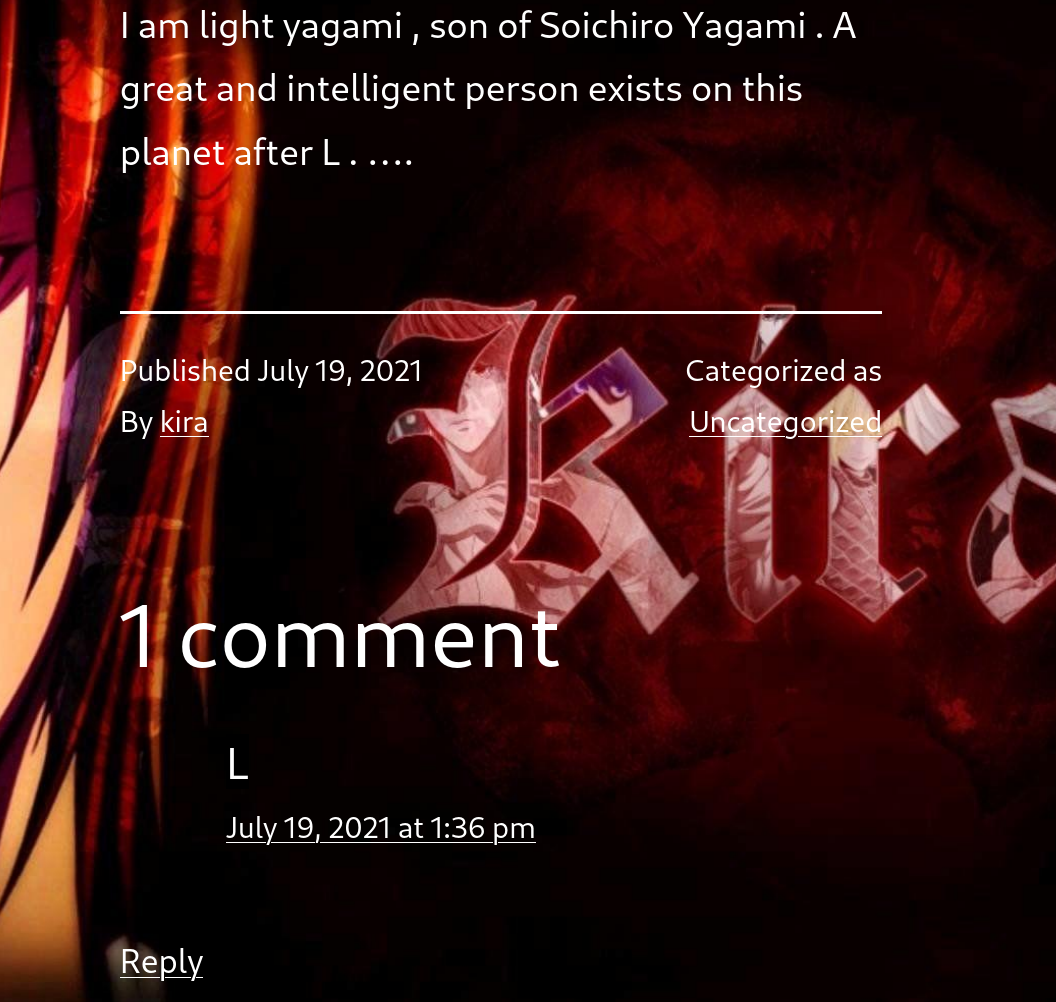 I am light yagami , son of Soichiro Yagami . A
great and intelligent person exists on this
planet after L . ....
Published July 19, 2021
By kira
Categorized as
Uncategorized
Kira
1 comment
L
July 19, 2021 at 1:36 pm
Reply